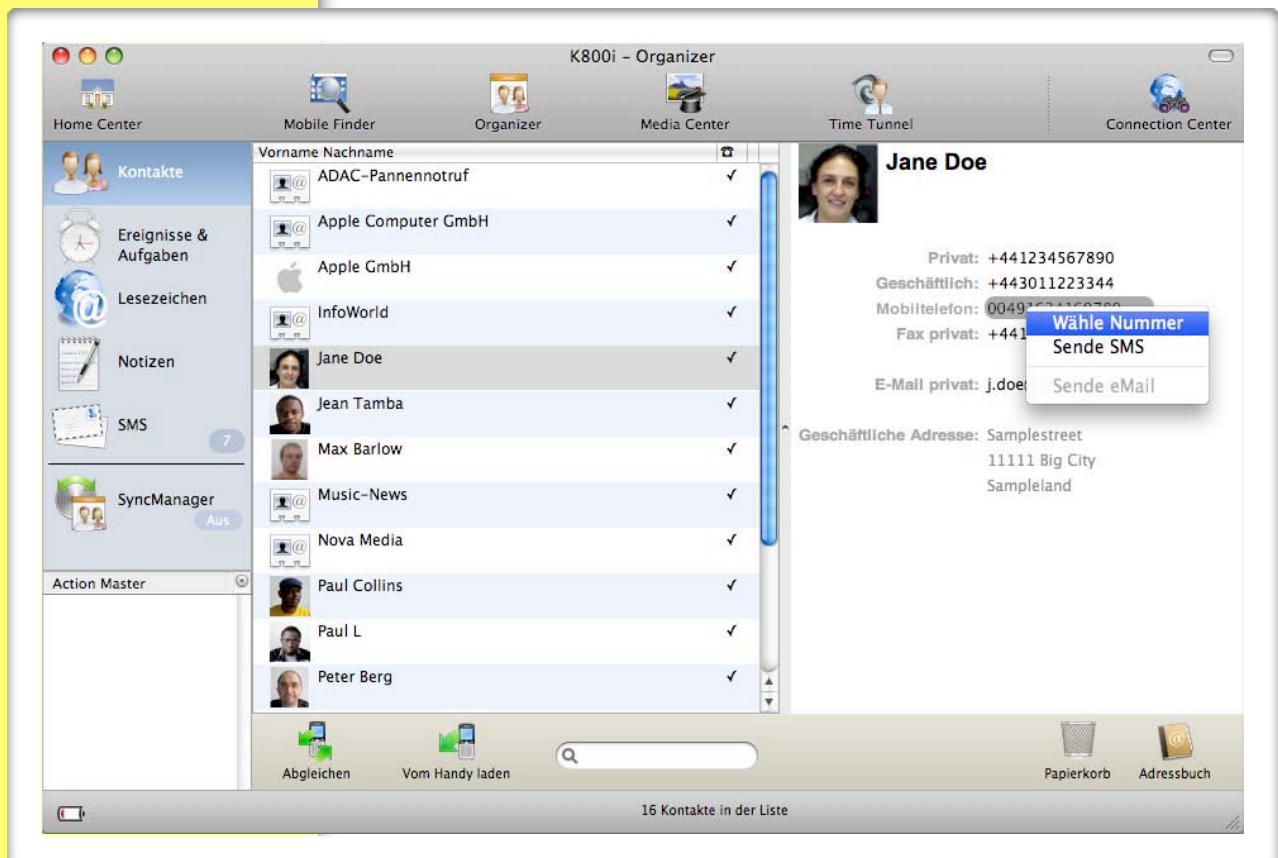 K800i – Organizer
Home Center
Mobile Finder
Organizer
Media Center
Time Tunnel
Connection Center
Kontakte
Ereignisse &
Aufgaben
Lesezeichen
Notizen
SMS
7
SyncManager
Aus
Action Master
Vorname Nachname
ADAC-Pannennotruf
Apple Computer GmbH
Apple GmbH
InfoWorld
Jane Doe
Jean Tamba
Max Barlow
Music-News
Nova Media
Paul Collins
Paul L
Peter Berg
Jane Doe
Privat: +441234567890
Geschäftlich: +443011223344
Mobiltelefon:
Fax privat: +441
E-Mail privat: j.doe
Wähle Nummer
Sende SMS
Sende eMail
Geschäftliche Adresse: Samplestreet
11111 Big City
Sampleland
Abgleichen
Vom Handy laden
Papierkorb
Adressbuch
16 Kontakte in der Liste